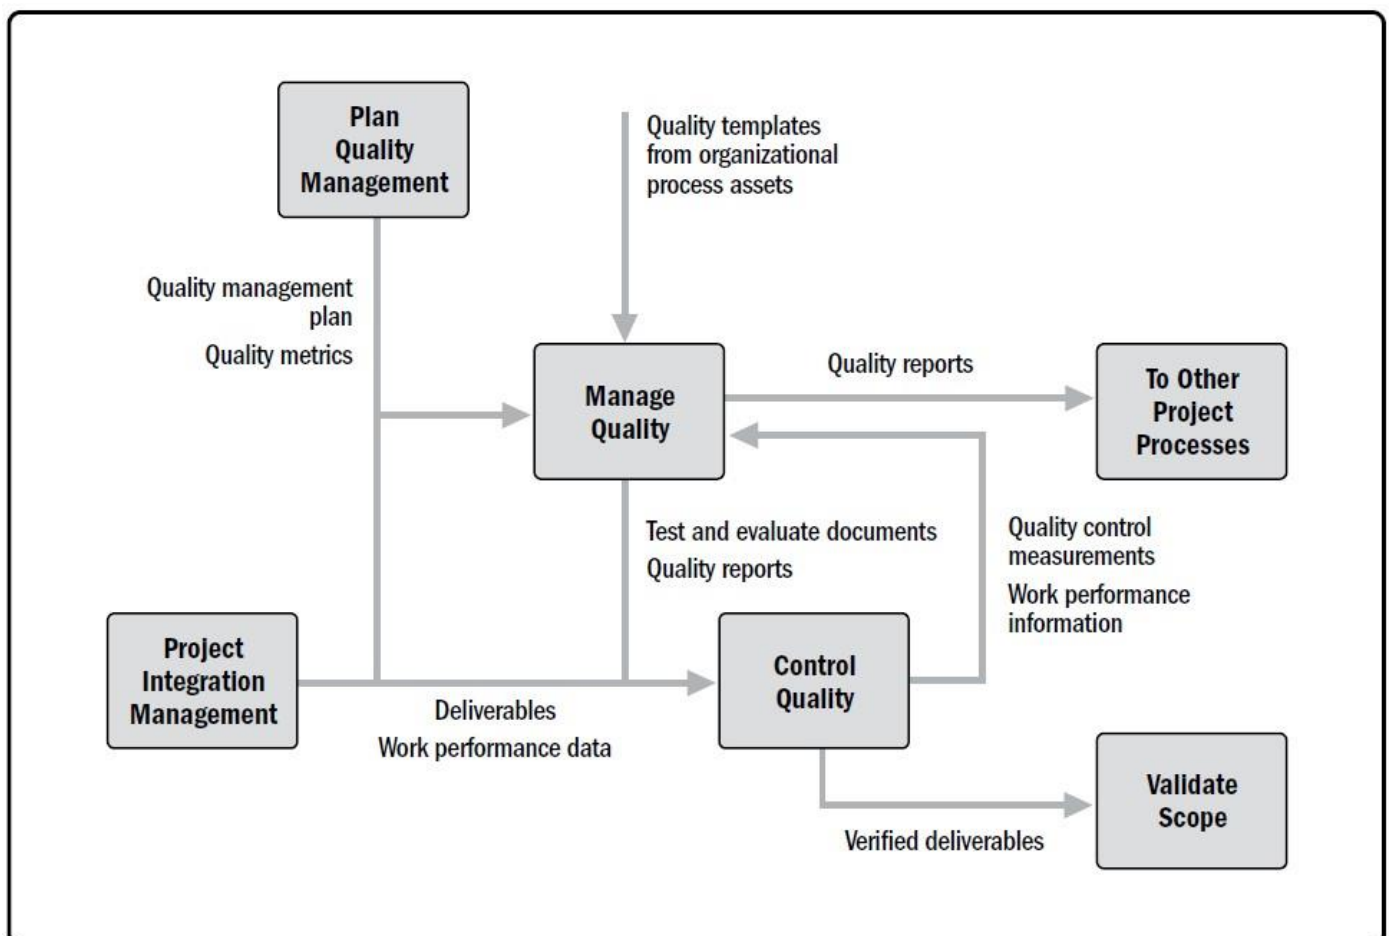 Plan
Quality
Management
Quality templates
from organizational
process assets
Quality management
plan
Quality metrics
Manage
Quality
Quality reports
To Other
Project
Processes
Test and evaluate documents
Quality reports
Quality control
measurements
Work performance
information
Project
Integration
Management
Deliverables
Work performance data
Control
Quality
Verified deliverables
Validate
Scope